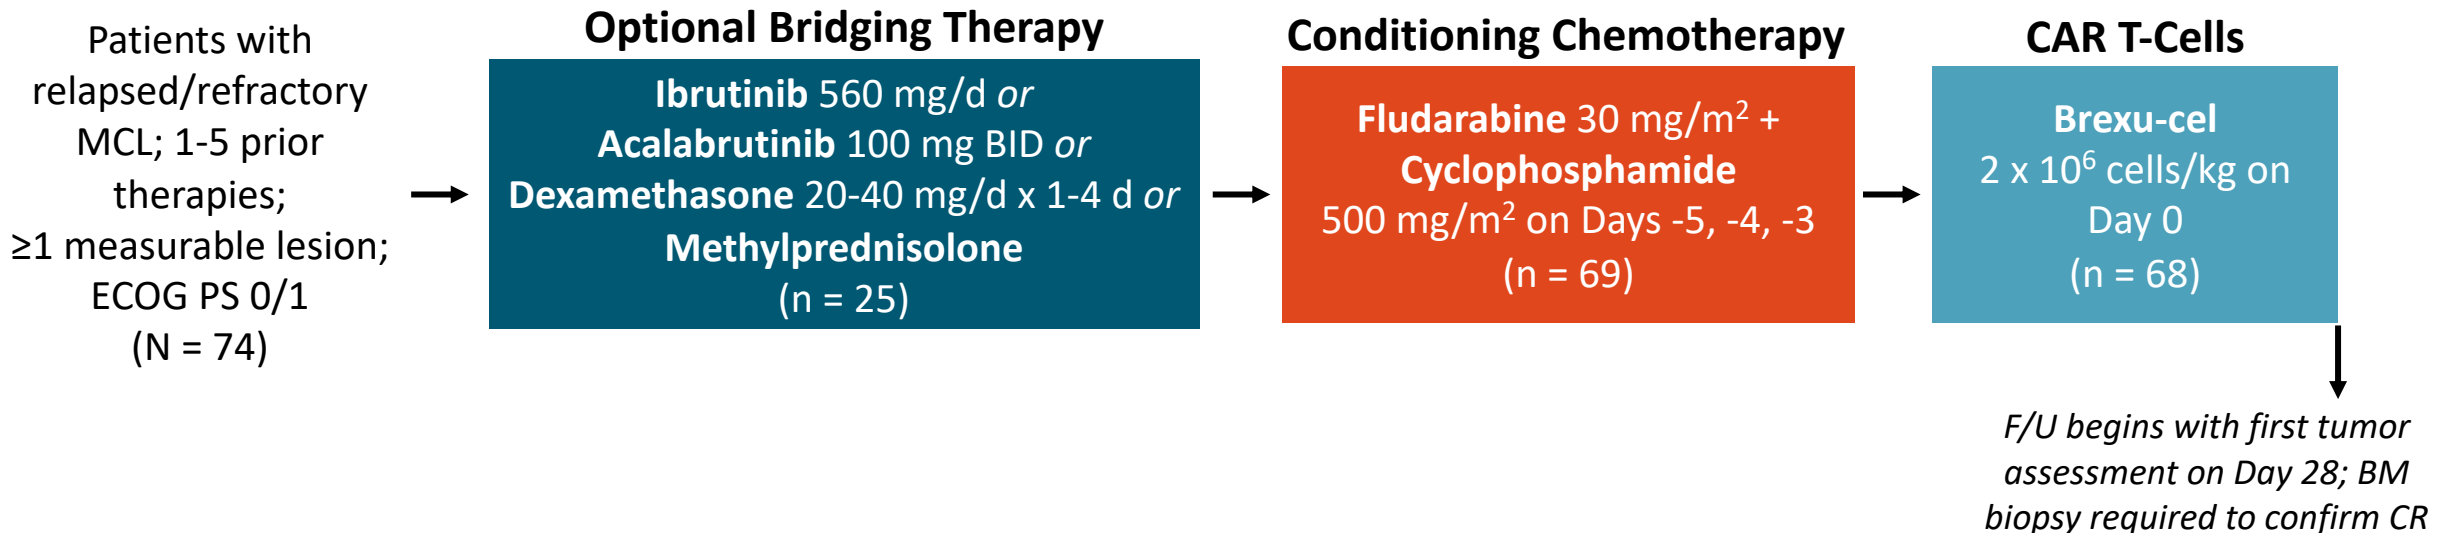 Patients with
relapsed/refractory
MCL; 1-5 prior
therapies;
≥1 measurable lesion;
ECOG PS 0/1
(N = 74)
Optional Bridging Therapy
Ibrutinib 560 mg/d or
Acalabrutinib 100 mg BID or
Dexamethasone 20-40 mg/d x 1-4 d or
Methylprednisolone
(n = 25)
Conditioning Chemotherapy
Fludarabine 30 mg/m² +
Cyclophosphamide
500 mg/m² on Days -5, -4, -3
(n = 69)
CAR T-Cells
Brexu-cel
2 x 10⁶ cells/kg on
Day 0
(n = 68)
F/U begins with first tumor
assessment on Day 28; BM
biopsy required to confirm CR